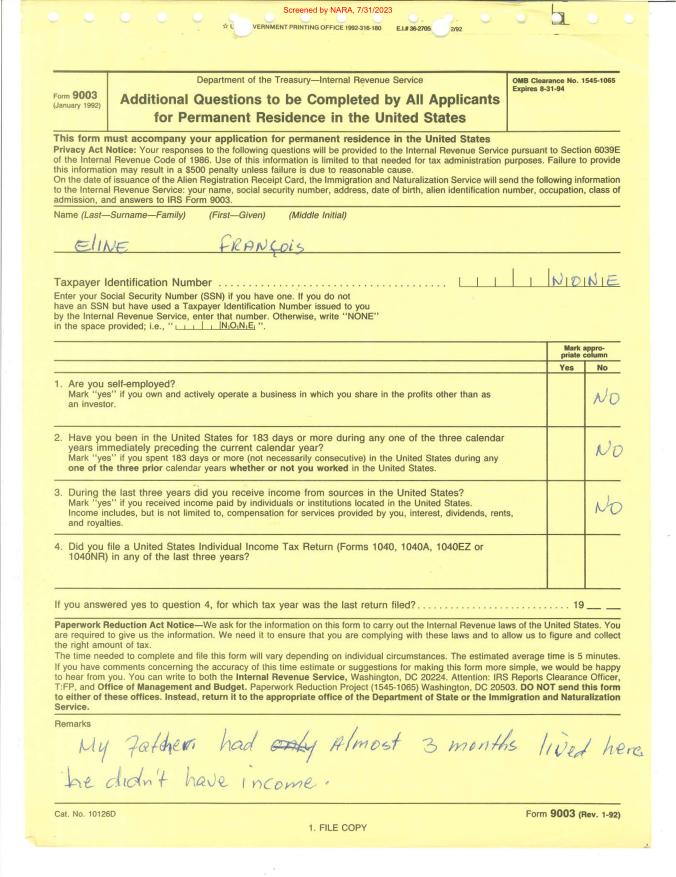 Screened by NARA, 7/31/2023
VERNMENT PRINTING OFFICE 1992-316-180 E.I.# 36-2705 2/92
Form 9003
(January 1992)
Department of the Treasury—Internal Revenue Service
Additional Questions to be Completed by All Applicants
for Permanent Residence in the United States
OMB Clearance No. 1545-1065
Expires 8-31-94
This form must accompany your application for permanent residence in the United States
Privacy Act Notice: Your responses to the following questions will be provided to the Internal Revenue Service pursuant to Section 6039E
of the Internal Revenue Code of 1986. Use of this information is limited to that needed for tax administration purposes. Failure to provide
this information may result in a $500 penalty unless failure is due to reasonable cause.
On the date of issuance of the Alien Registration Receipt Card, the Immigration and Naturalization Service will send the following information
to the Internal Revenue Service: your name, social security number, address, date of birth, alien identification number, occupation, class of
admission, and answers to IRS Form 9003.
Name (Last—Surname—Family) (First—Given) (Middle Initial)
EliNE FRANÇOIS
Taxpayer Identification Number NONE
Enter your Social Security Number (SSN) if you have one. If you do not
have an SSN but have used a Taxpayer Identification Number issued to you
by the Internal Revenue Service, enter that number. Otherwise, write "NONE"
in the space provided; i.e., " | | | | |N|O|N|E| ".
Mark appro-
priate column
Yes No
1. Are you self-employed?
Mark "yes" if you own and actively operate a business in which you share in the profits other than as
an investor.
NO
2. Have you been in the United States for 183 days or more during any one of the three calendar
years immediately preceding the current calendar year?
Mark "yes" if you spent 183 days or more (not necessarily consecutive) in the United States during any
one of the three prior calendar years whether or not you worked in the United States.
NO
3. During the last three years did you receive income from sources in the United States?
Mark "yes" if you received income paid by individuals or institutions located in the United States.
Income includes, but is not limited to, compensation for services provided by you, interest, dividends, rents,
and royalties.
NO
4. Did you file a United States Individual Income Tax Return (Forms 1040, 1040A, 1040EZ or
1040NR) in any of the last three years?
If you answered yes to question 4, for which tax year was the last return filed? 19 __ __
Paperwork Reduction Act Notice—We ask for the information on this form to carry out the Internal Revenue laws of the United States. You
are required to give us the information. We need it to ensure that you are complying with these laws and to allow us to figure and collect
the right amount of tax.
The time needed to complete and file this form will vary depending on individual circumstances. The estimated average time is 5 minutes.
If you have comments concerning the accuracy of this time estimate or suggestions for making this form more simple, we would be happy
to hear from you. You can write to both the Internal Revenue Service, Washington, DC 20224. Attention: IRS Reports Clearance Officer,
T:FP, and Office of Management and Budget. Paperwork Reduction Project (1545-1065) Washington, DC 20503. DO NOT send this form
to either of these offices. Instead, return it to the appropriate office of the Department of State or the Immigration and Naturalization
Service.
Remarks
My Father had only Almost 3 months lived here
he didn't have income.
Cat. No. 10126D
Form 9003 (Rev. 1-92)
1. FILE COPY